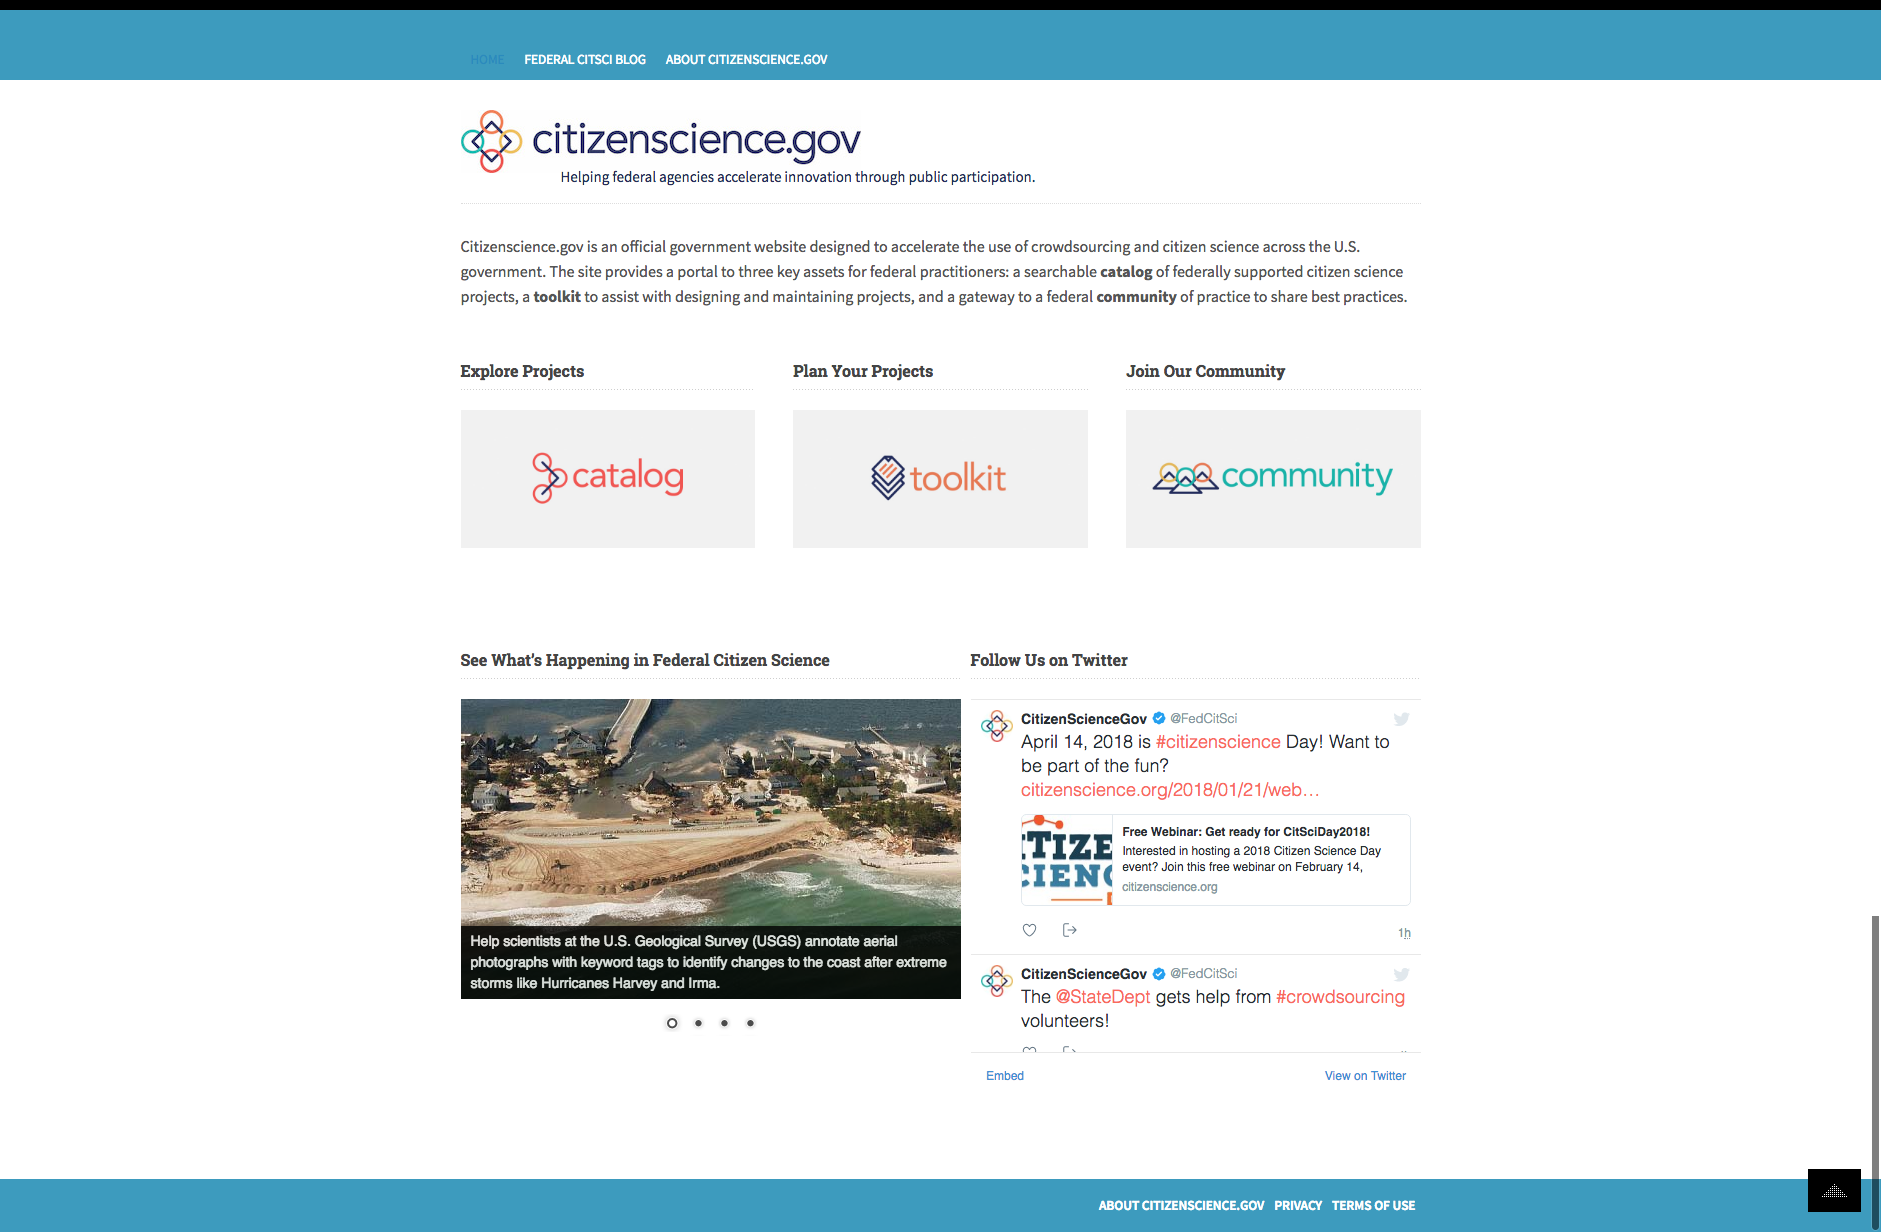 HOME FEDERAL CITSCI BLOG ABOUT CITIZENSCIENCE.GOV
citizenscience.gov
Helping federal agencies accelerate innovation through public participation.
Citizenscience.gov is an official government website designed to accelerate the use of crowdsourcing and citizen science across the U.S.
government. The site provides a portal to three key assets for federal practitioners: a searchable catalog of federally supported citizen science
projects, a toolkit to assist with designing and maintaining projects, and a gateway to a federal community of practice to share best practices.
Explore Projects
Plan Your Projects
Join Our Community
catalog
toolkit
community
See What's Happening in Federal Citizen Science
Help scientists at the U.S. Geological Survey (USGS) annotate aerial
photographs with keyword tags to identify changes to the coast after extreme
storms like Hurricanes Harvey and Irma.
Follow Us on Twitter
CitizenScienceGov @FedCitSci
April 14, 2018 is #citizenscience Day! Want to
be part of the fun?
citizenscience.org/2018/01/21/web…
Free Webinar: Get ready for CitSciDay2018!
Interested in hosting a 2018 Citizen Science Day
event? Join this free webinar on February 14,
citizenscience.org
1h
CitizenScienceGov @FedCitSci
The @StateDept gets help from #crowdsourcing
volunteers!
Embed
View on Twitter
ABOUT CITIZENSCIENCE.GOV PRIVACY TERMS OF USE